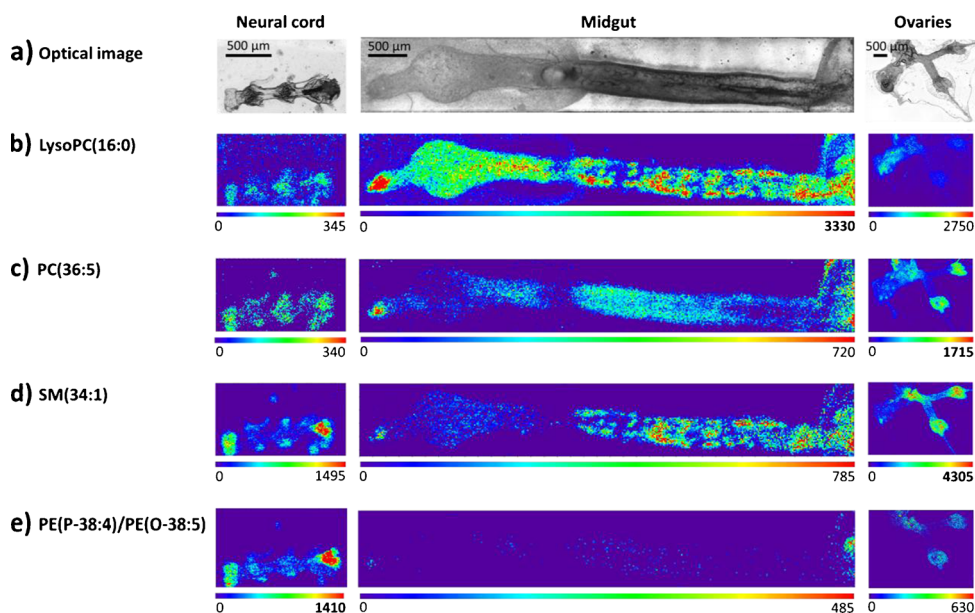 Neural cord Midgut Ovaries
a) Optical image 500 µm 500 µm 500 µm
b) LysoPC(16:0)
0 345 0 3330 0 2750
c) PC(36:5)
0 340 0 720 0 1715
d) SM(34:1)
0 1495 0 785 0 4305
e) PE(P-38:4)/PE(O-38:5)
0 1410 0 485 0 630